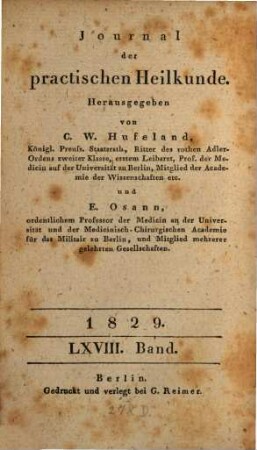 Journal
der
practischen Heilkunde.
Herausgegeben
von
C. W. Hufeland,
Königl. Preuſs. Staatsrath, Ritter des rothen Adler-
Ordens zweiter Klasse, erstem Leibarzt, Prof. der Me-
dicin auf der Universität zu Berlin, Mitglied der Acade-
mie der Wissenschaften etc.
und
E. Osann,
ordentlichem Professor der Medicin an der Univer-
sität und der Medicinisch-Chirurgischen Academie
für das Militair zu Berlin, und Mitglied mehrerer
gelehrten Gesellschaften.
1829.
LXVIII. Band.
Berlin.
Gedruckt und verlegt bei G. Reimer.